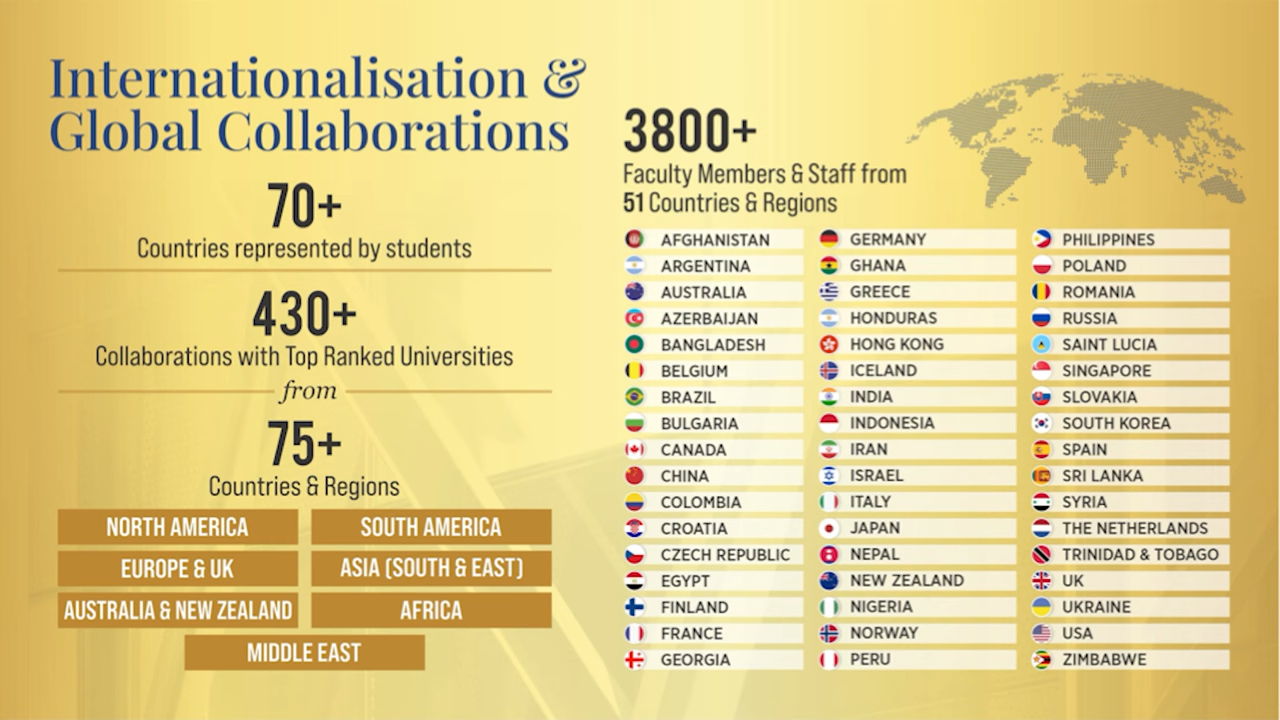 Internationalisation &
Global Collaborations
70+
Countries represented by students
430+
Collaborations with Top Ranked Universities
from
75+
Countries & Regions
NORTH AMERICA
SOUTH AMERICA
EUROPE & UK
ASIA (SOUTH & EAST)
AUSTRALIA & NEW ZEALAND
AFRICA
MIDDLE EAST
3800+
Faculty Members & Staff from
51 Countries & Regions
AFGHANISTAN
ARGENTINA
AUSTRALIA
AZERBAIJAN
BANGLADESH
BELGIUM
BRAZIL
BULGARIA
CANADA
CHINA
COLOMBIA
CROATIA
CZECH REPUBLIC
EGYPT
FINLAND
FRANCE
GEORGIA
GERMANY
GHANA
GREECE
HONDURAS
HONG KONG
ICELAND
INDIA
INDONESIA
IRAN
ISRAEL
ITALY
JAPAN
NEPAL
NEW ZEALAND
NIGERIA
NORWAY
PERU
PHILIPPINES
POLAND
ROMANIA
RUSSIA
SAINT LUCIA
SINGAPORE
SLOVAKIA
SOUTH KOREA
SPAIN
SRI LANKA
SYRIA
THE NETHERLANDS
TRINIDAD & TOBAGO
UK
UKRAINE
USA
ZIMBABWE